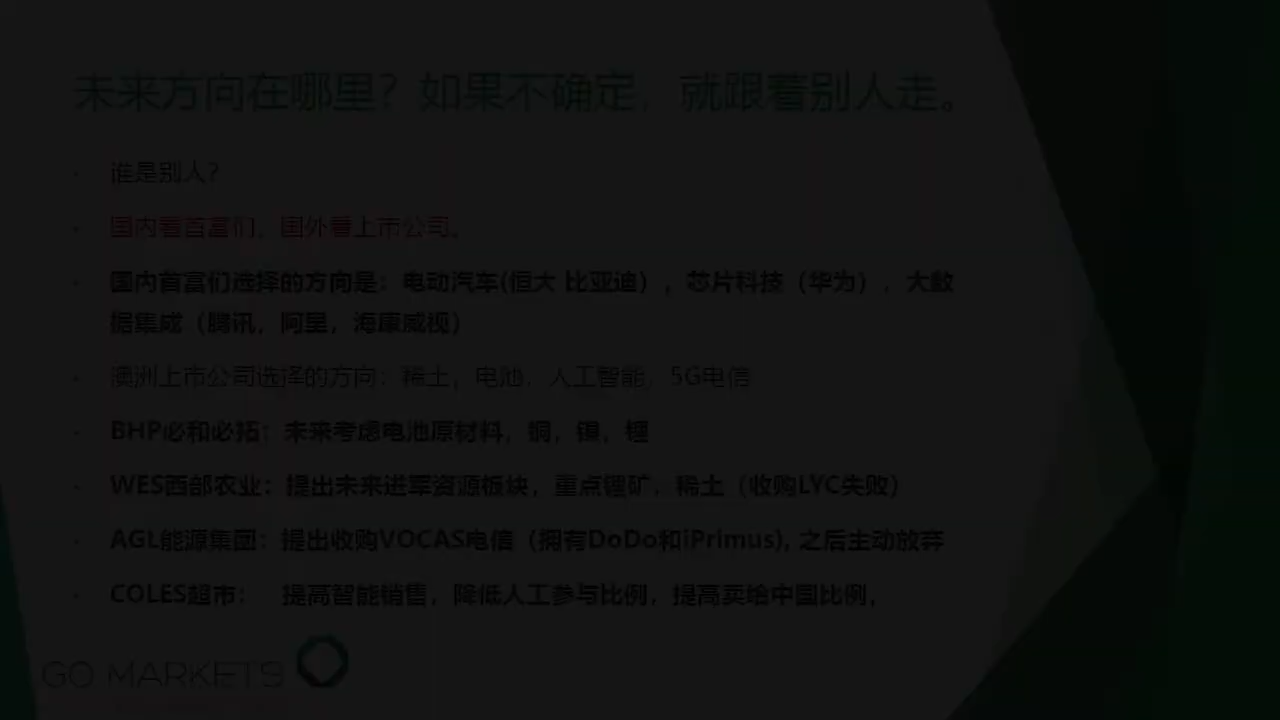 未来方向在哪里？如果不确定，就跟着别人走。
谁是别人？
国内看首富们，国外看上市公司。
国内首富们选择的方向是：电动汽车(恒大 比亚迪），芯片科技（华为），大数
据集成（腾讯，阿里，海康威视）
澳洲上市公司选择的方向：稀土，电池，人工智能，5G电信
BHP必和必拓：未来考虑电池原材料，铜，镍，锂
WES西部农业：提出未来进军资源板块，重点锂矿，稀土（收购LYC失败）
AGL能源集团：提出收购VOCAS电信（拥有DoDo和iPrimus), 之后主动放弃
COLES超市： 提高智能销售，降低人工参与比例，提高卖给中国比例，
GO MARKETS